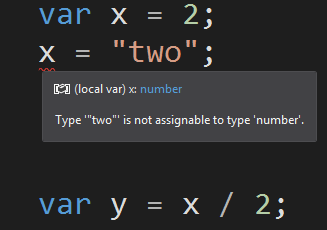 var x = 2;
x = "two";
(local var) x: number
Type '"two"' is not assignable to type 'number'.
var y = x / 2;